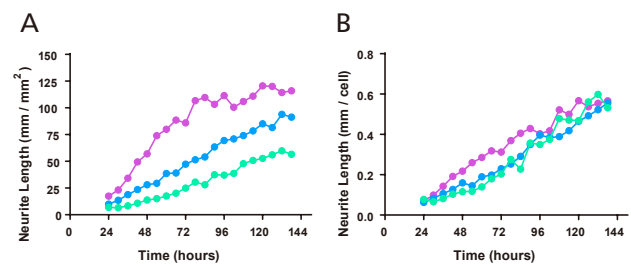 A
Neurite Length (mm / mm²)
150
125
100
75
50
25
0
0 24 48 72 96 120 144
Time (hours)
B
Neurite Length (mm / cell)
0.8
0.6
0.4
0.2
0.0
0 24 48 72 96 120 144
Time (hours)